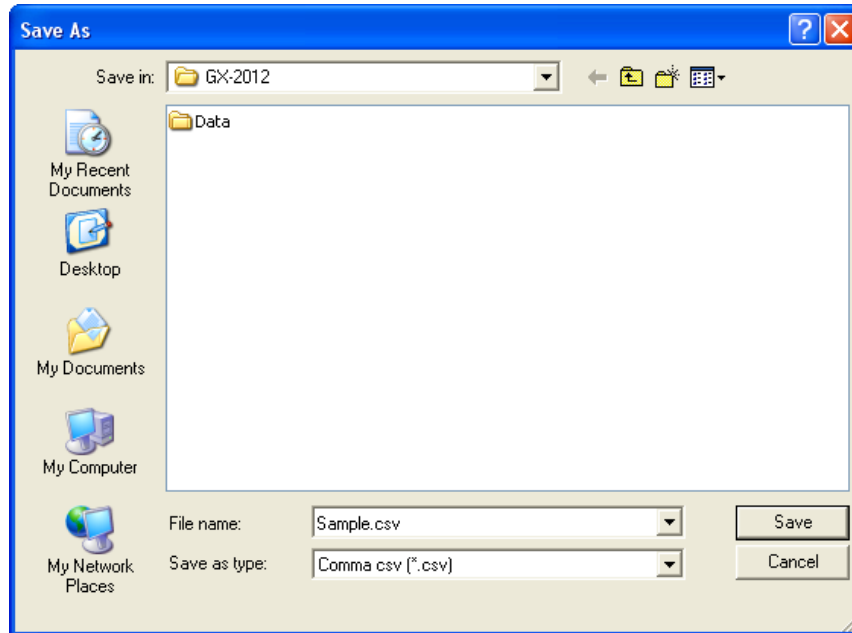 Save As
Save in:
GX-2012
Data
My Recent
Documents
Desktop
My Documents
My Computer
My Network
Places
File name:
Sample.csv
Save
Save as type:
Comma csv (*.csv)
Cancel